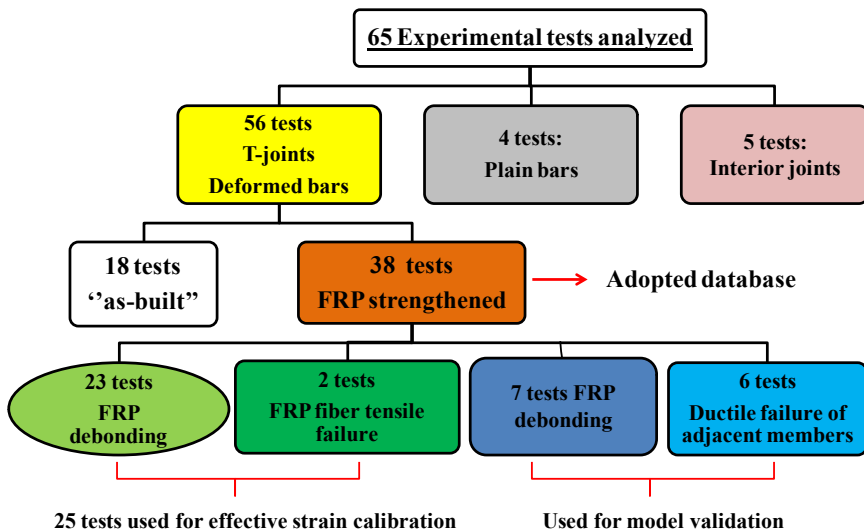 65 Experimental tests analyzed
56 tests
T-joints
Deformed bars
4 tests:
Plain bars
5 tests:
Interior joints
18 tests
‘’as-built”
38 tests
FRP strengthened
Adopted database
23 tests
FRP
debonding
2 tests
FRP fiber tensile
failure
7 tests FRP
debonding
6 tests
Ductile failure of
adjacent members
25 tests used for effective strain calibration
Used for model validation